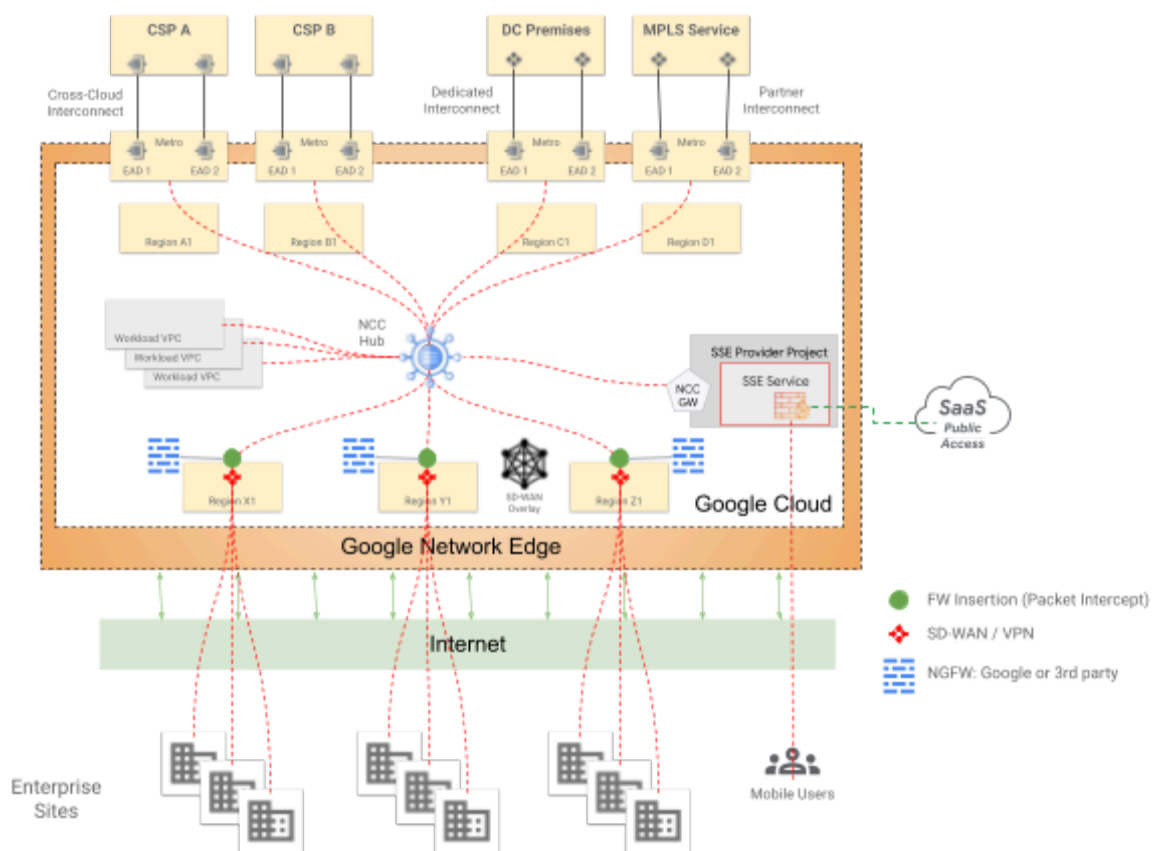 CSP A
CSP B
DC Premises
MPLS Service
Cross-Cloud
Interconnect
Dedicated
Interconnect
Partner
Interconnect
Metro
EAD 1
EAD 2
Metro
EAD 1
EAD 2
Metro
EAD 1
EAD 2
Metro
EAD 1
EAD 2
Region A1
Region B1
Region C1
Region D1
Workload VPC
Workload VPC
Workload VPC
NCC
Hub
SSE Provider Project
NCC
GW
SSE Service
SaaS
Public
Access
Region X1
Region Y1
SD-WAN
Overlay
Region Z1
Google Cloud
Google Network Edge
Internet
FW Insertion (Packet Intercept)
SD-WAN / VPN
NGFW: Google or 3rd party
Enterprise
Sites
Mobile Users